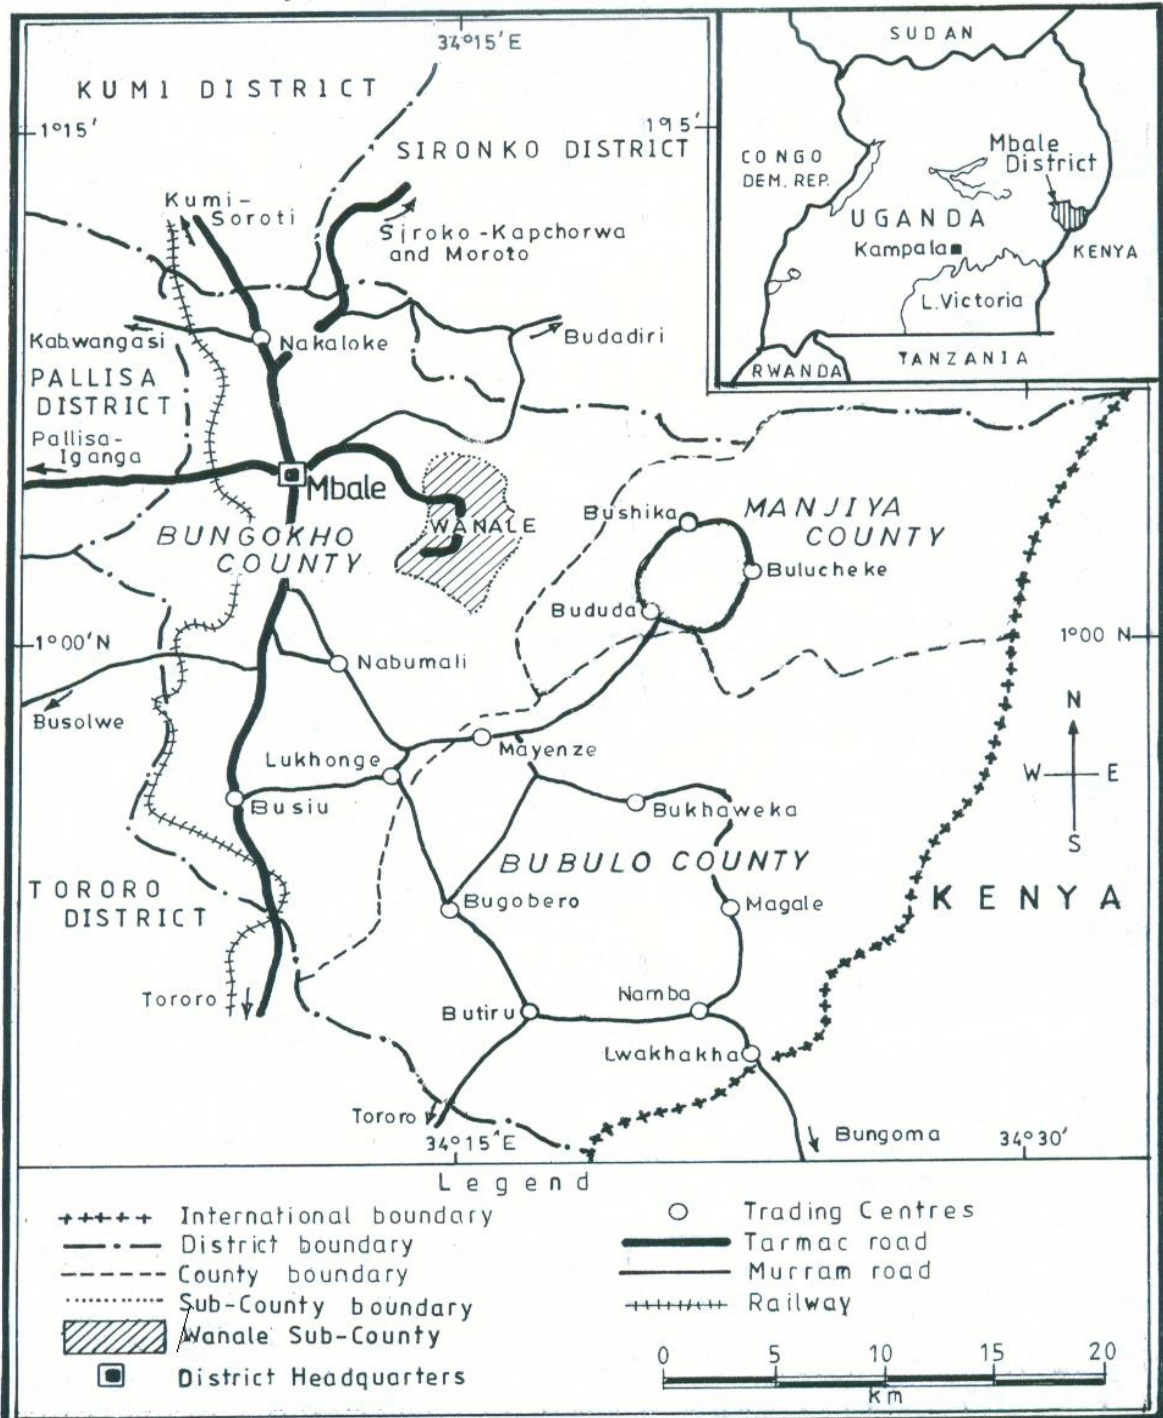 34°15'E
KUMI DISTRICT
1°15'
1°15'
SIRONKO DISTRICT
Kumi-
Soroti
Siroko-Kapchorwa
and Moroto
Kabwangasi
Nakaloke
Budadiri
PALLISA
DISTRICT
Pallisa-
Iganga
Mbale
WANALE
BUNGOKHO
COUNTY
Bushika
MANJIYA
COUNTY
Bulucheke
Bududa
1°00'N
1°00 N
Nabumali
Busolwe
Lukhonge
Mayenze
Busiu
Bukhaweka
N
W
E
S
BUBULO COUNTY
TORORO
DISTRICT
Bugobero
Magale
KENYA
Tororo
Butiru
Namba
Lwakhakha
Tororo
34°15'E
Bungoma
34°30'
SUDAN
CONGO
DEM. REP.
Mbale
District
UGANDA
Kampala
KENYA
L.Victoria
TANZANIA
RWANDA
Legend
International boundary
District boundary
County boundary
Sub-County boundary
Wanale Sub-County
District Headquarters
Trading Centres
Tarmac road
Murram road
Railway
0 5 10 15 20
km